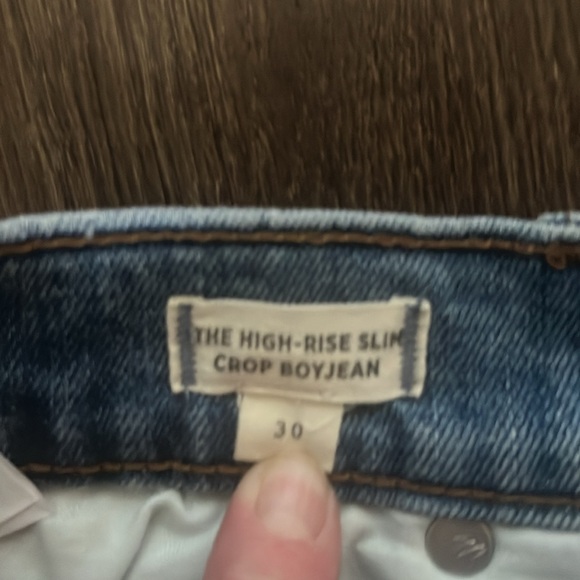 THE HIGH-RISE SLIM
CROP BOYJEAN
30